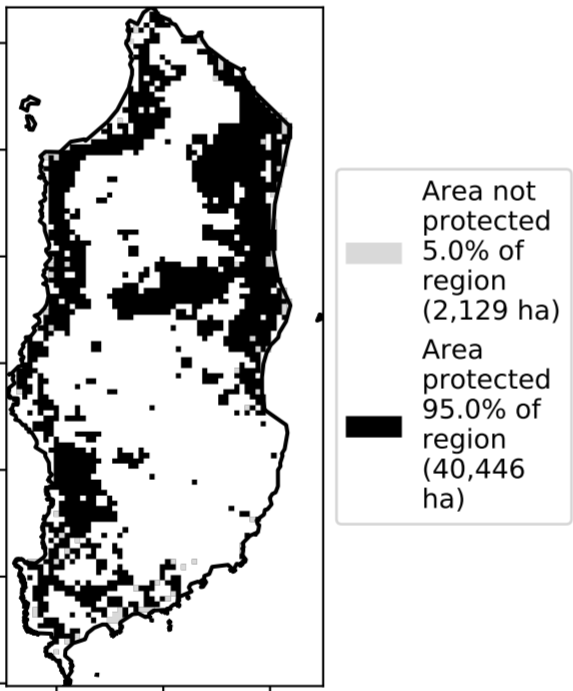 Area not
protected
5.0% of
region
(2,129 ha)
Area
protected
95.0% of
region
(40,446
ha)